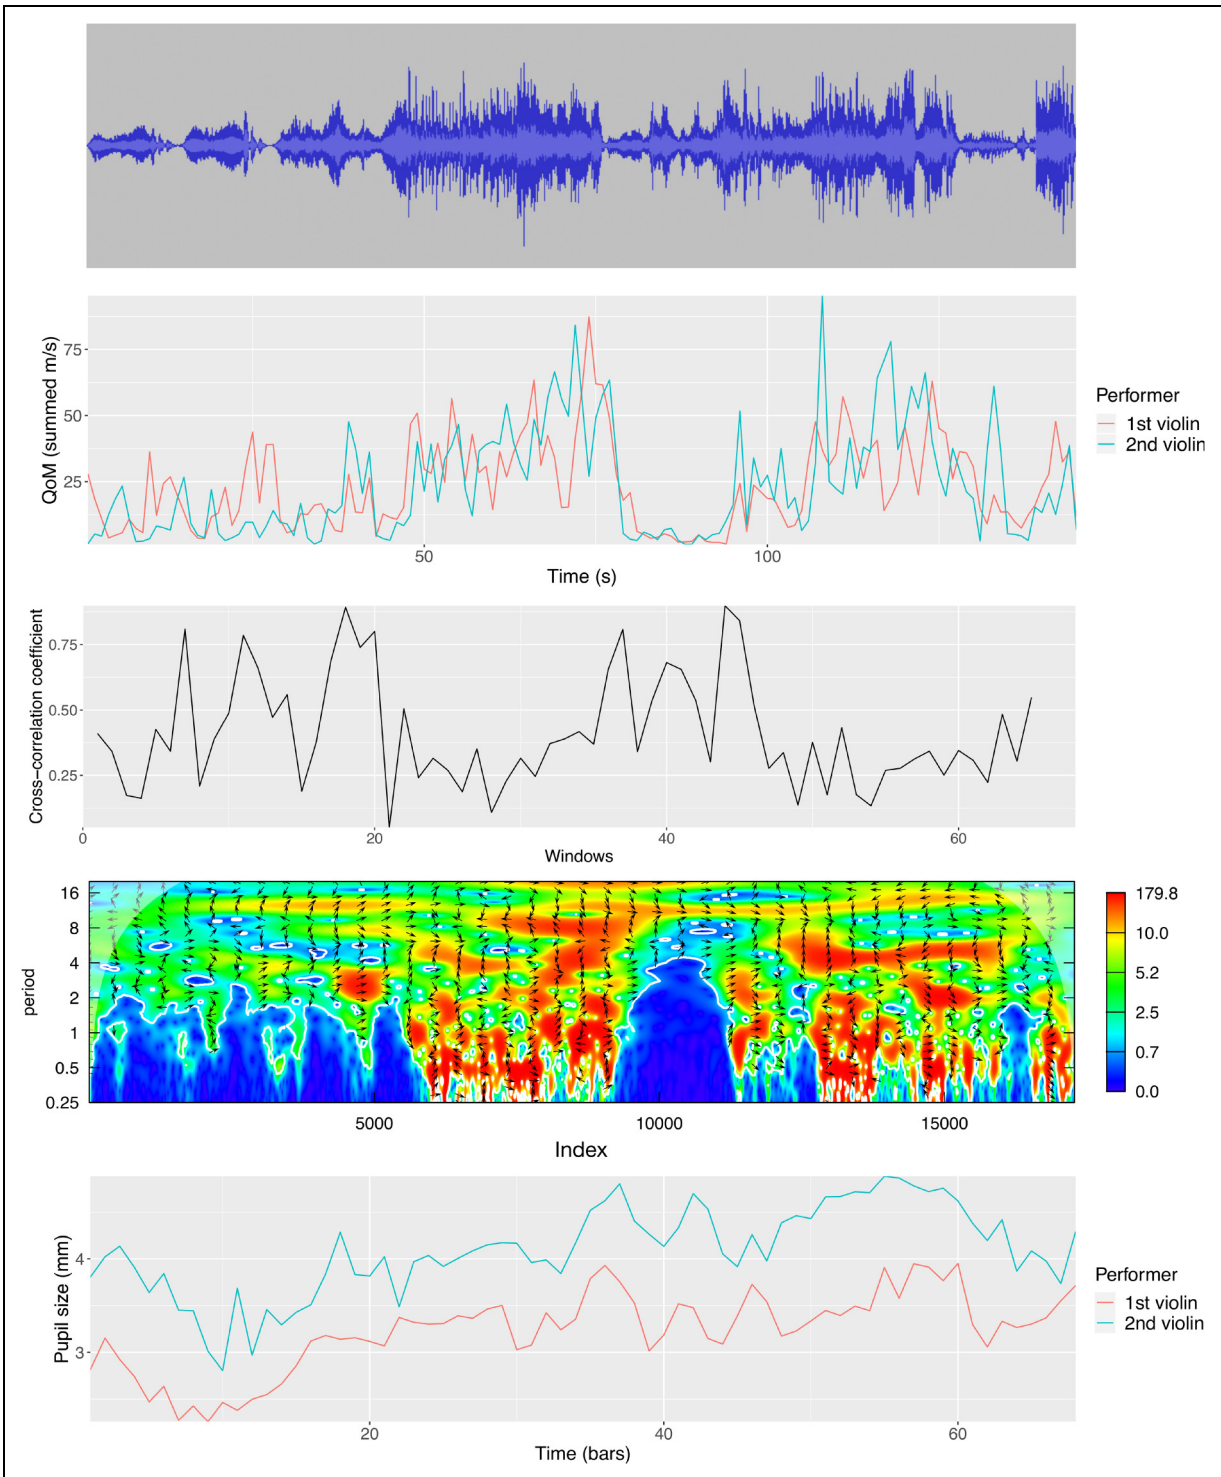 QoM (summed m/s)
75
50
25
50
100
Time (s)
Performer
1st violin
2nd violin
Cross-correlation coefficient
0.75
0.50
0.25
0
20
40
60
Windows
period
16
8
4
2
1
0.5
0.25
5000
10000
15000
Index
179.8
10.0
5.2
2.5
0.7
0.0
Pupil size (mm)
4
3
20
40
60
Time (bars)
Performer
1st violin
2nd violin